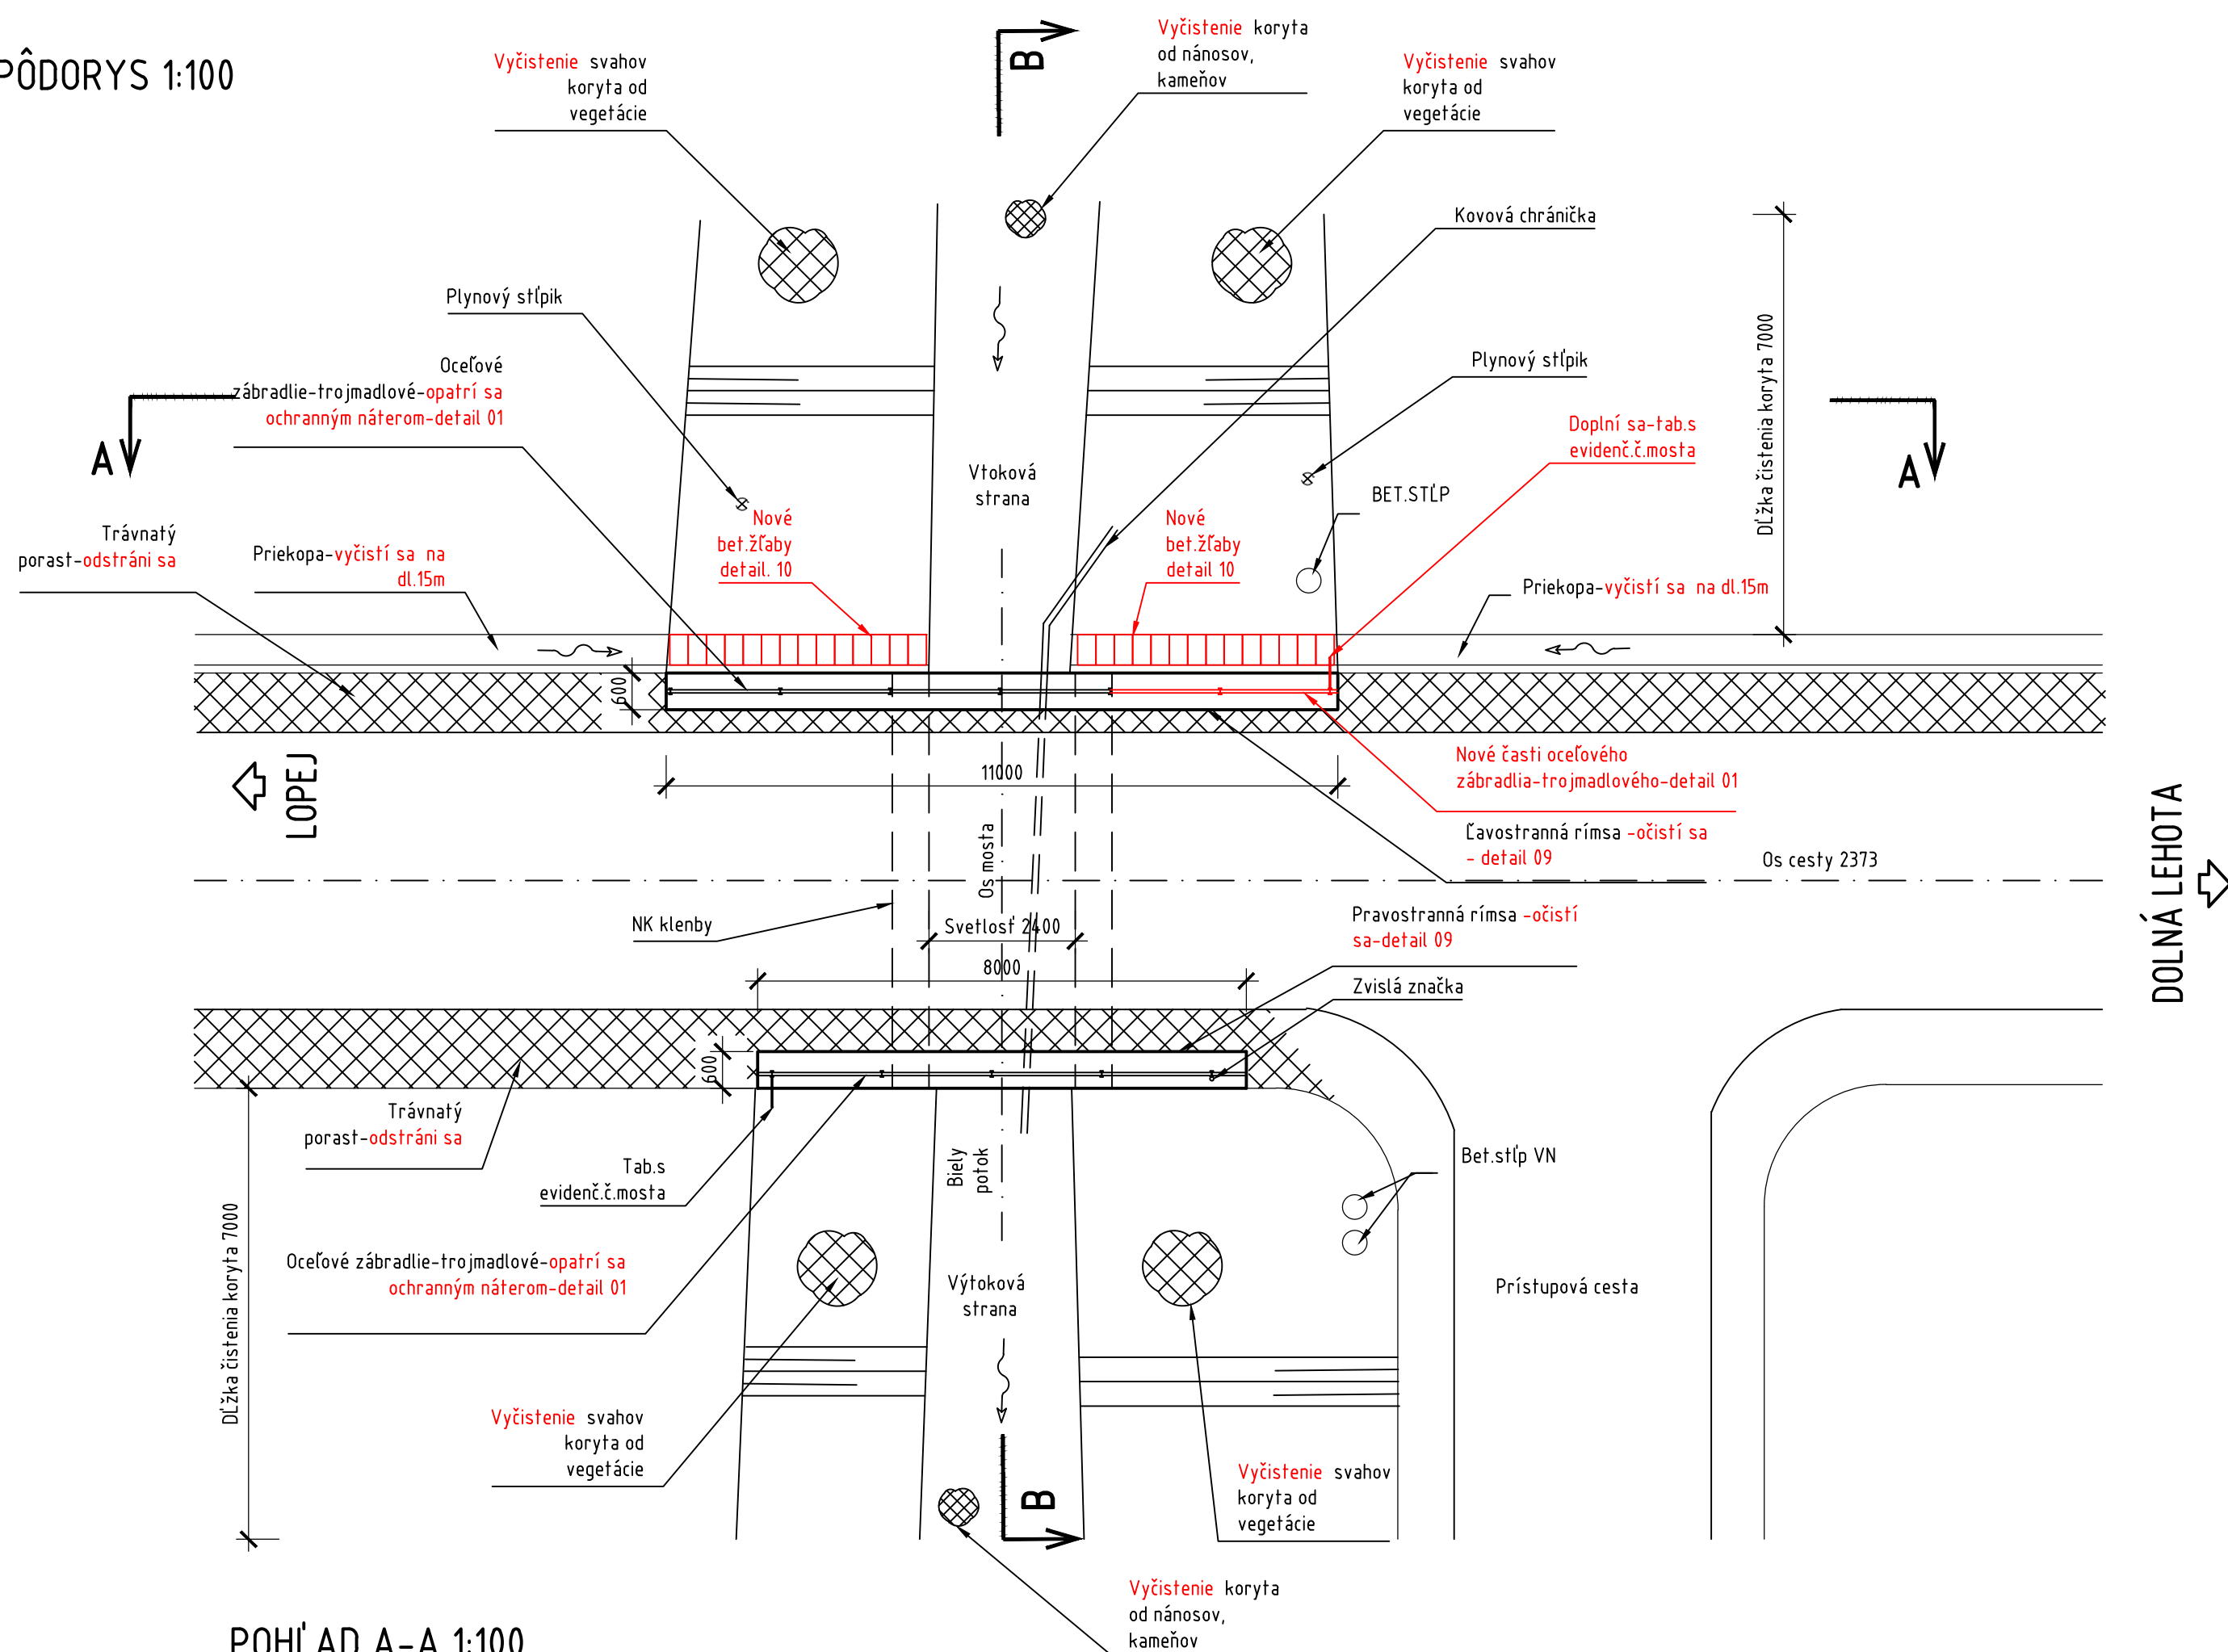 PÔDORYS 1:100
Vyčistenie svahov
koryta od
vegetácie
B
Vyčistenie koryta
od nánosov,
kameňov
Vyčistenie svahov
koryta od
vegetácie
Kovová chránička
Plynový stĺpik
Oceľové
zábradlie-trojmadlové-opatrí sa
ochranným náterom-detail 01
A
Plynový stĺpik
Dĺžka čistenia koryta 7000
Doplní sa-tab.s
evidenč.č.mosta
A
Vtoková
strana
BET.STĹP
Trávnatý
porast-odstráni sa
Priekopa-vyčistí sa na
dl.15m
Nové
bet.žľaby
detail. 10
Nové
bet.žľaby
detail 10
Priekopa-vyčistí sa na dl.15m
600
LOPEJ
11000
Nové časti oceľového
zábradlia-trojmadlového-detail 01
Ľavostranná rímsa -očistí sa
- detail 09
Os mosta
Os cesty 2373
DOLNÁ LEHOTA
NK klenby
Svetlosť 2400
Pravostranná rímsa -očistí
sa-detail 09
8000
Zvislá značka
600
Trávnatý
porast-odstráni sa
Tab.s
evidenč.č.mosta
Biely
potok
Bet.stĺp VN
Dĺžka čistenia koryta 7000
Oceľové zábradlie-trojmadlové-opatrí sa
ochranným náterom-detail 01
Výtoková
strana
Prístupová cesta
Vyčistenie svahov
koryta od
vegetácie
B
Vyčistenie svahov
koryta od
vegetácie
Vyčistenie koryta
od nánosov,
kameňov
POHĽAD A-A 1:100